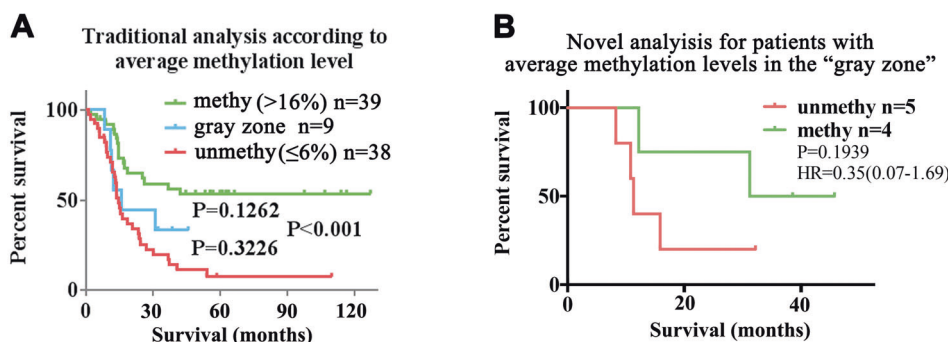 A
Traditional analysis according to
average methylation level
methy (>16%) n=39
gray zone n=9
unmethy(≤6%) n=38
P=0.1262
P<0.001
P=0.3226
Percent survival
100
50
0
0 30 60 90 120
Survival (months)
B
Novel analyisis for patients with
average methylation levels in the “gray zone”
unmethy n=5
methy n=4
P=0.1939
HR=0.35(0.07-1.69)
Percent survival
100
50
0
0 20 40
Survival (months)